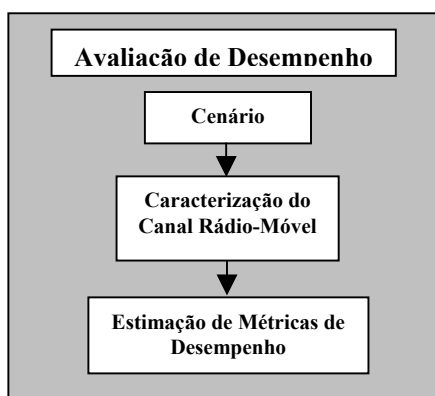 Avaliação de Desempenho
Cenário
Caracterização do
Canal Rádio-Móvel
Estimação de Métricas de
Desempenho